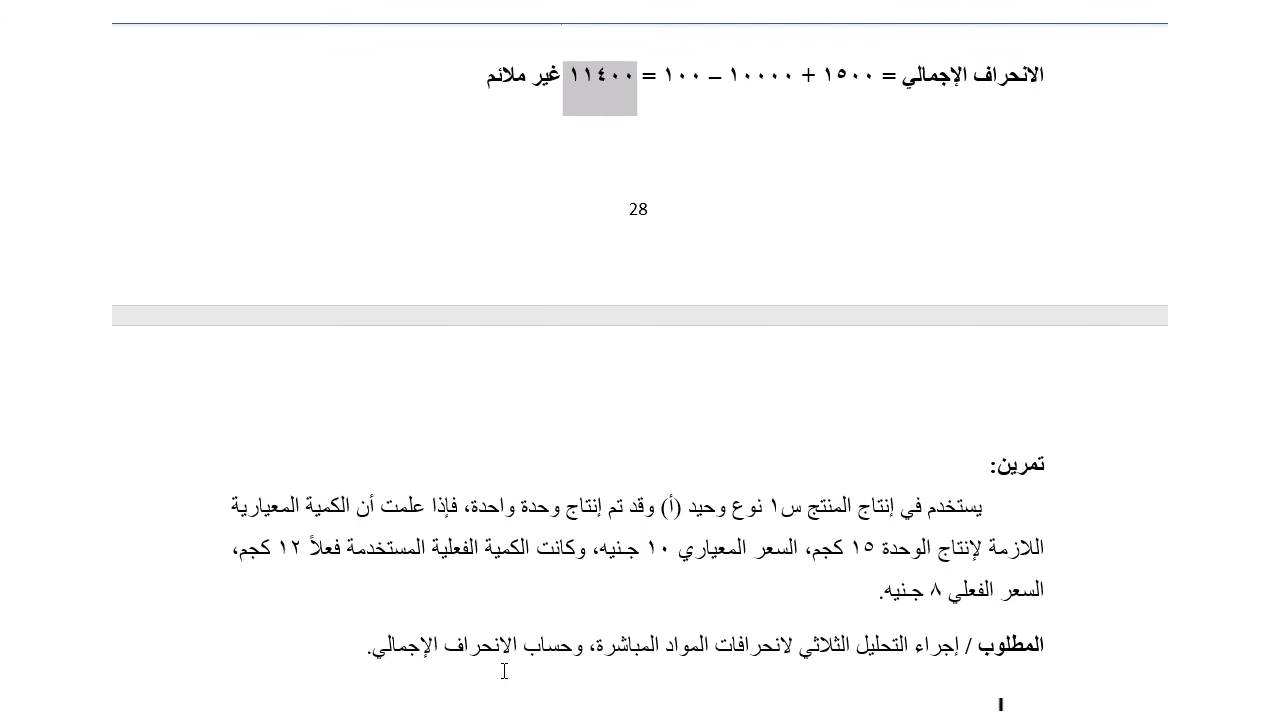 الانحراف الإجمالي = ١٥٠٠ + ١٠٠٠٠ – ١٠٠ = ١١٤٠٠ غير ملائم
28
تمرين:
يستخدم في إنتاج المنتج س١ نوع وحيد (أ) وقد تم إنتاج وحدة واحدة، فإذا علمت أن الكمية المعيارية
اللازمة لإنتاج الوحدة ١٥ كجم، السعر المعياري ١٠ جـنيه، وكانت الكمية الفعلية المستخدمة فعلاً ١٢ كجم،
السعر الفعلي ٨ جـنيه.
المطلوب / إجراء التحليل الثلاثي لانحرافات المواد المباشرة، وحساب الانحراف الإجمالي.